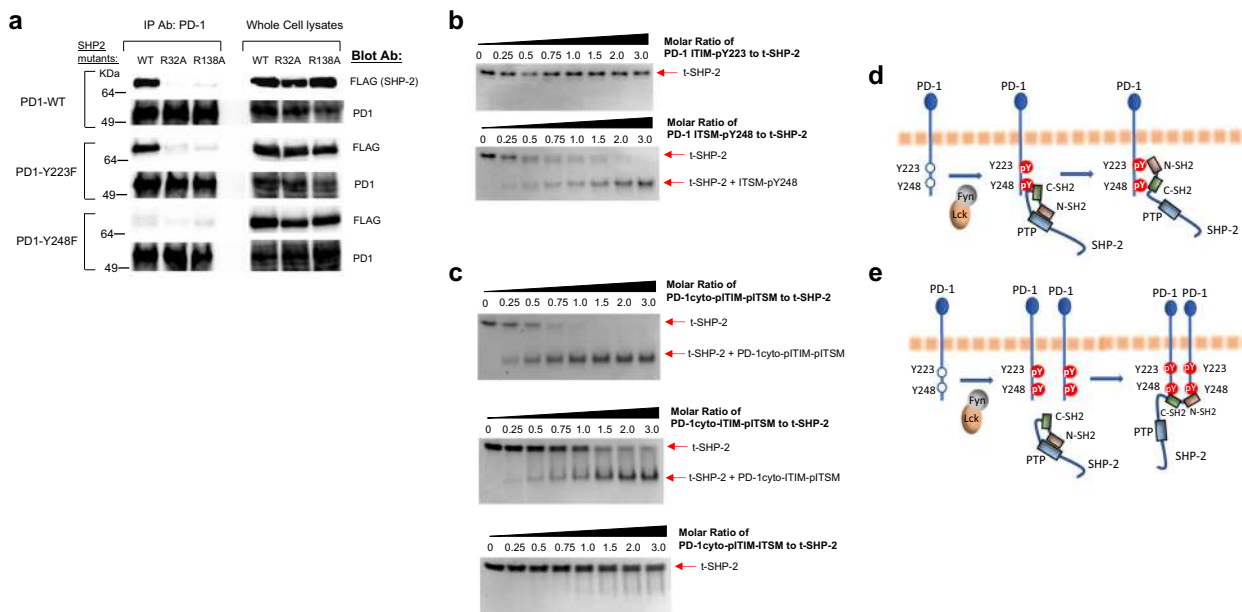 a
IP Ab: PD-1
Whole Cell lysates
SHP2
mutants:
WT R32A R138A
WT R32A R138A
Blot Ab:
KDa
64
49
PD1-WT
FLAG (SHP-2)
PD1
64
49
PD1-Y223F
FLAG
PD1
64
49
PD1-Y248F
FLAG
PD1
b
0 0.25 0.5 0.75 1.0 1.5 2.0 3.0
Molar Ratio of
PD-1 ITIM-pY223 to t-SHP-2
t-SHP-2
0 0.25 0.5 0.75 1.0 1.5 2.0 3.0
Molar Ratio of
PD-1 ITSM-pY248 to t-SHP-2
t-SHP-2
t-SHP-2 + ITSM-pY248
c
0 0.25 0.5 0.75 1.0 1.5 2.0 3.0
Molar Ratio of
PD-1cyto-pITIM-pITSM to t-SHP-2
t-SHP-2
t-SHP-2 + PD-1cyto-pITIM-pITSM
0 0.25 0.5 0.75 1.0 1.5 2.0 3.0
Molar Ratio of
PD-1cyto-ITIM-pITSM to t-SHP-2
t-SHP-2
t-SHP-2 + PD-1cyto-ITIM-pITSM
0 0.25 0.5 0.75 1.0 1.5 2.0 3.0
Molar Ratio of
PD-1cyto-pITIM-ITSM to t-SHP-2
t-SHP-2
d
PD-1
PD-1
PD-1
Y223
Y248
Fyn
Lck
Y223
pY
Y248
pY
C-SH2
N-SH2
PTP
SHP-2
Y223
pY
N-SH2
Y248
pY
C-SH2
PTP
SHP-2
e
PD-1
PD-1
PD-1
PD-1
PD-1
Y223
Y248
Fyn
Lck
Y223
pY
pY
Y248
pY
pY
C-SH2
N-SH2
PTP
SHP-2
Y223
pY
pY
Y223
Y248
pY
pY
Y248
C-SH2
N-SH2
PTP
SHP-2